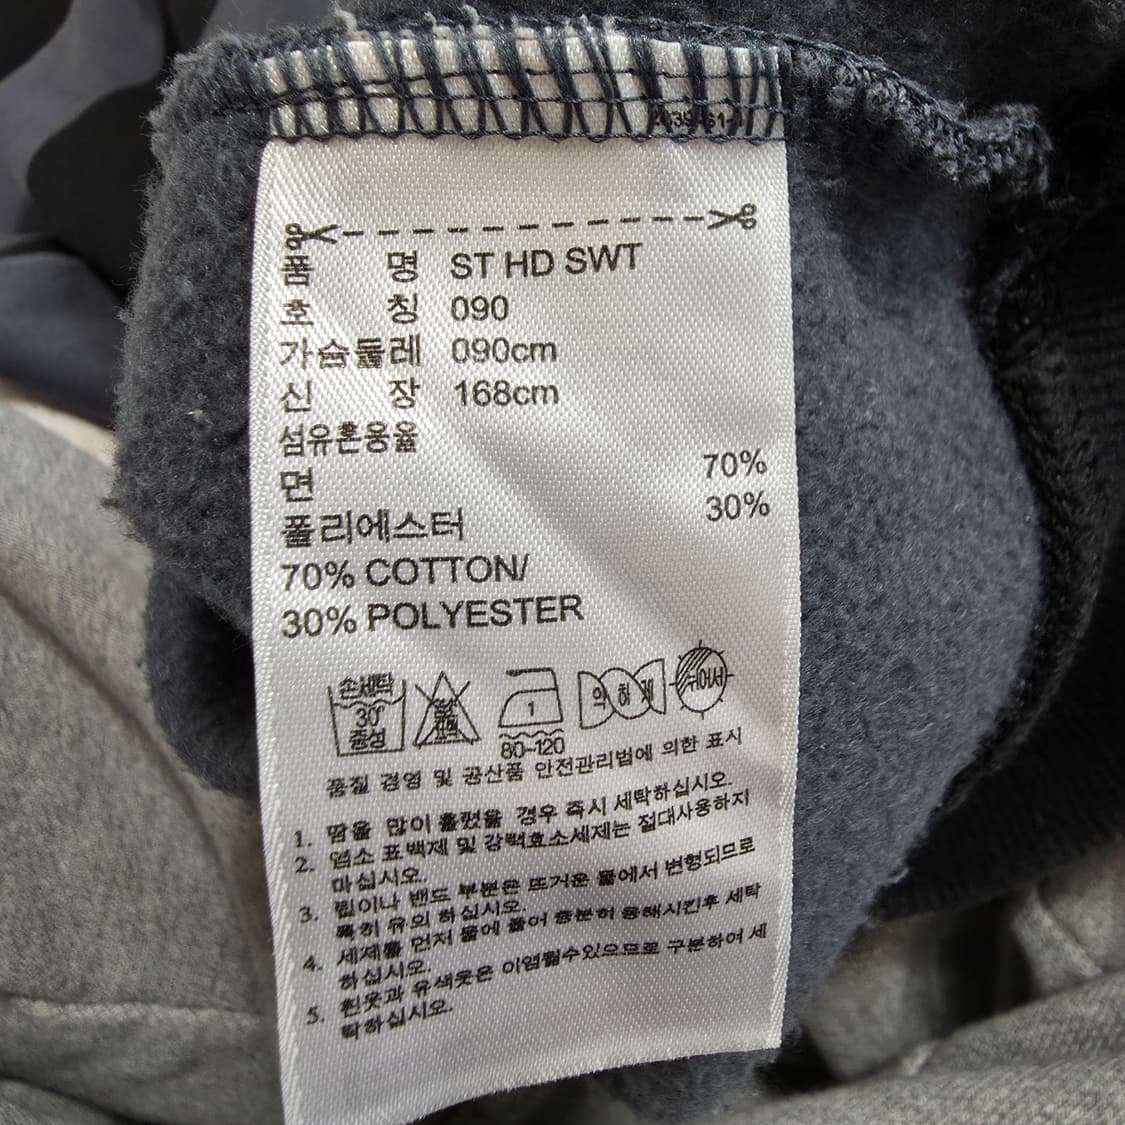 품 명 ST HD SWT
호 칭 090
가슴둘레 090cm
신 장 168cm
섬유혼용율
면 70%
폴리에스터 30%
70% COTTON/
30% POLYESTER
손세탁
30°
중성
1
80-120
뉘어서
품질 경영 및 공산품 안전관리법에 의한 표시
1. 땀을 많이 흘렸을 경우 즉시 세탁하십시오.
2. 염소 표백제 및 강력효소세제는 절대사용하지
마십시오.
3. 립이나 밴드 부분은 뜨거운 물에서 변형되므로
특히 유의 하십시오.
4. 세제를 먼저 물에 풀어 충분히 용해시킨후 세탁
하십시오.
5. 흰옷과 유색옷은 이염될수있으므로 구분하여 세
탁하십시오.